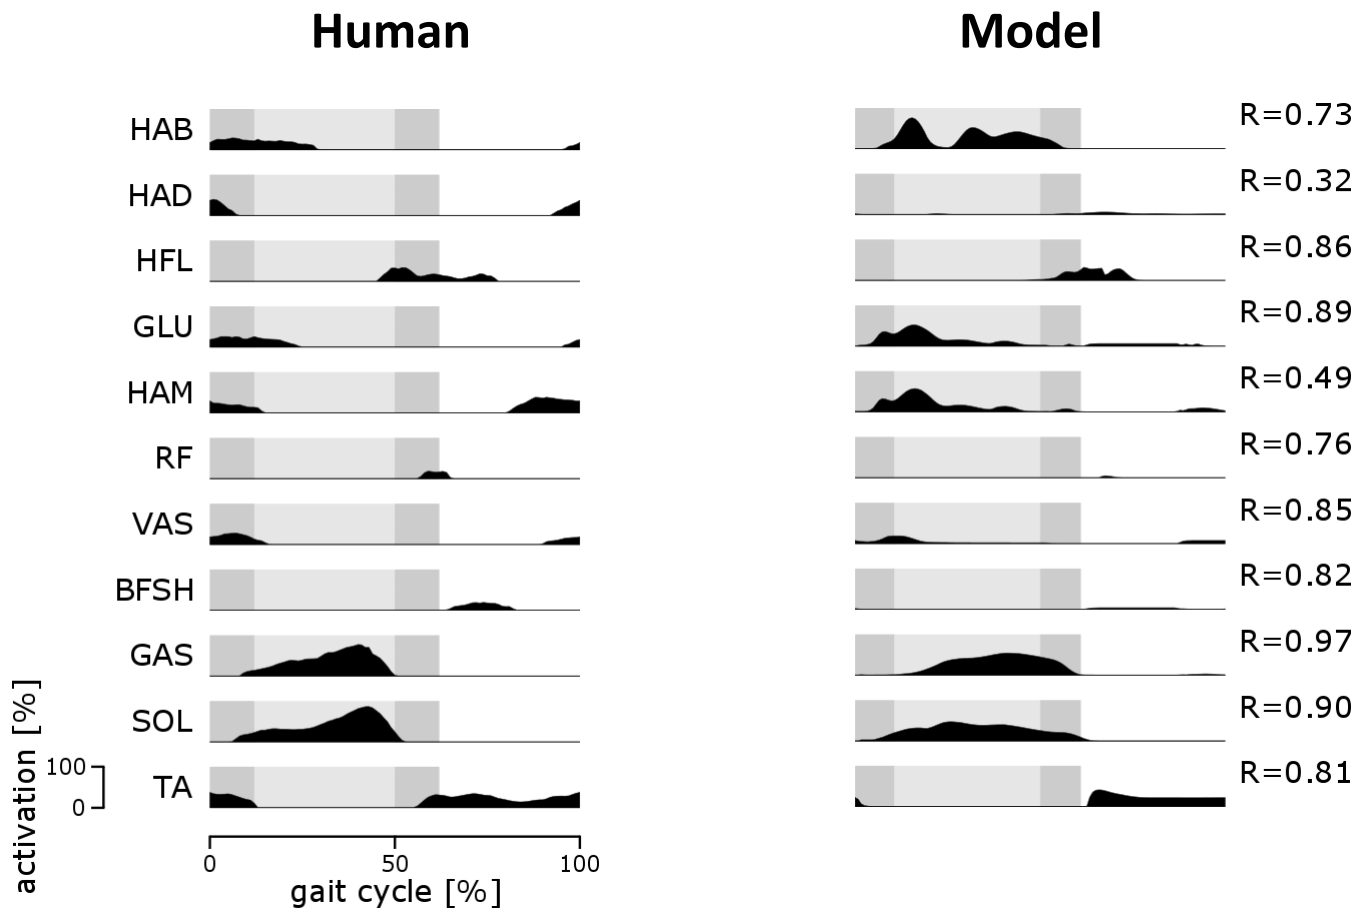 Human Model
HAB R=0.73
HAD R=0.32
HFL R=0.86
GLU R=0.89
HAM R=0.49
RF R=0.76
VAS R=0.85
BFSH R=0.82
GAS R=0.97
SOL R=0.90
TA R=0.81
activation [%]
100
0
0 50 100
gait cycle [%]